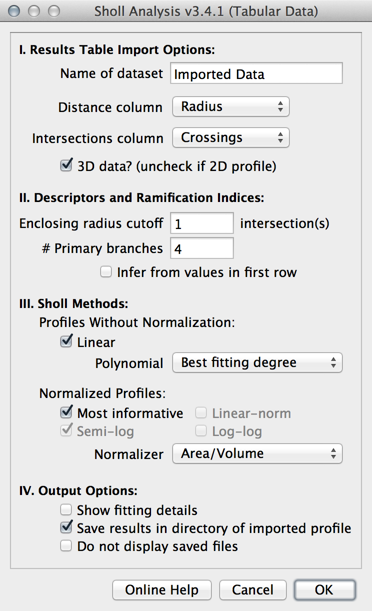 Sholl Analysis v3.4.1 (Tabular Data)
I. Results Table Import Options:
Name of dataset Imported Data
Distance column Radius
Intersections column Crossings
3D data? (uncheck if 2D profile)
II. Descriptors and Ramification Indices:
Enclosing radius cutoff 1 intersection(s)
# Primary branches 4
Infer from values in first row
III. Sholl Methods:
Profiles Without Normalization:
Linear
Polynomial Best fitting degree
Normalized Profiles:
Most informative Linear-norm
Semi-log Log-log
Normalizer Area/Volume
IV. Output Options:
Show fitting details
Save results in directory of imported profile
Do not display saved files
Online Help Cancel OK